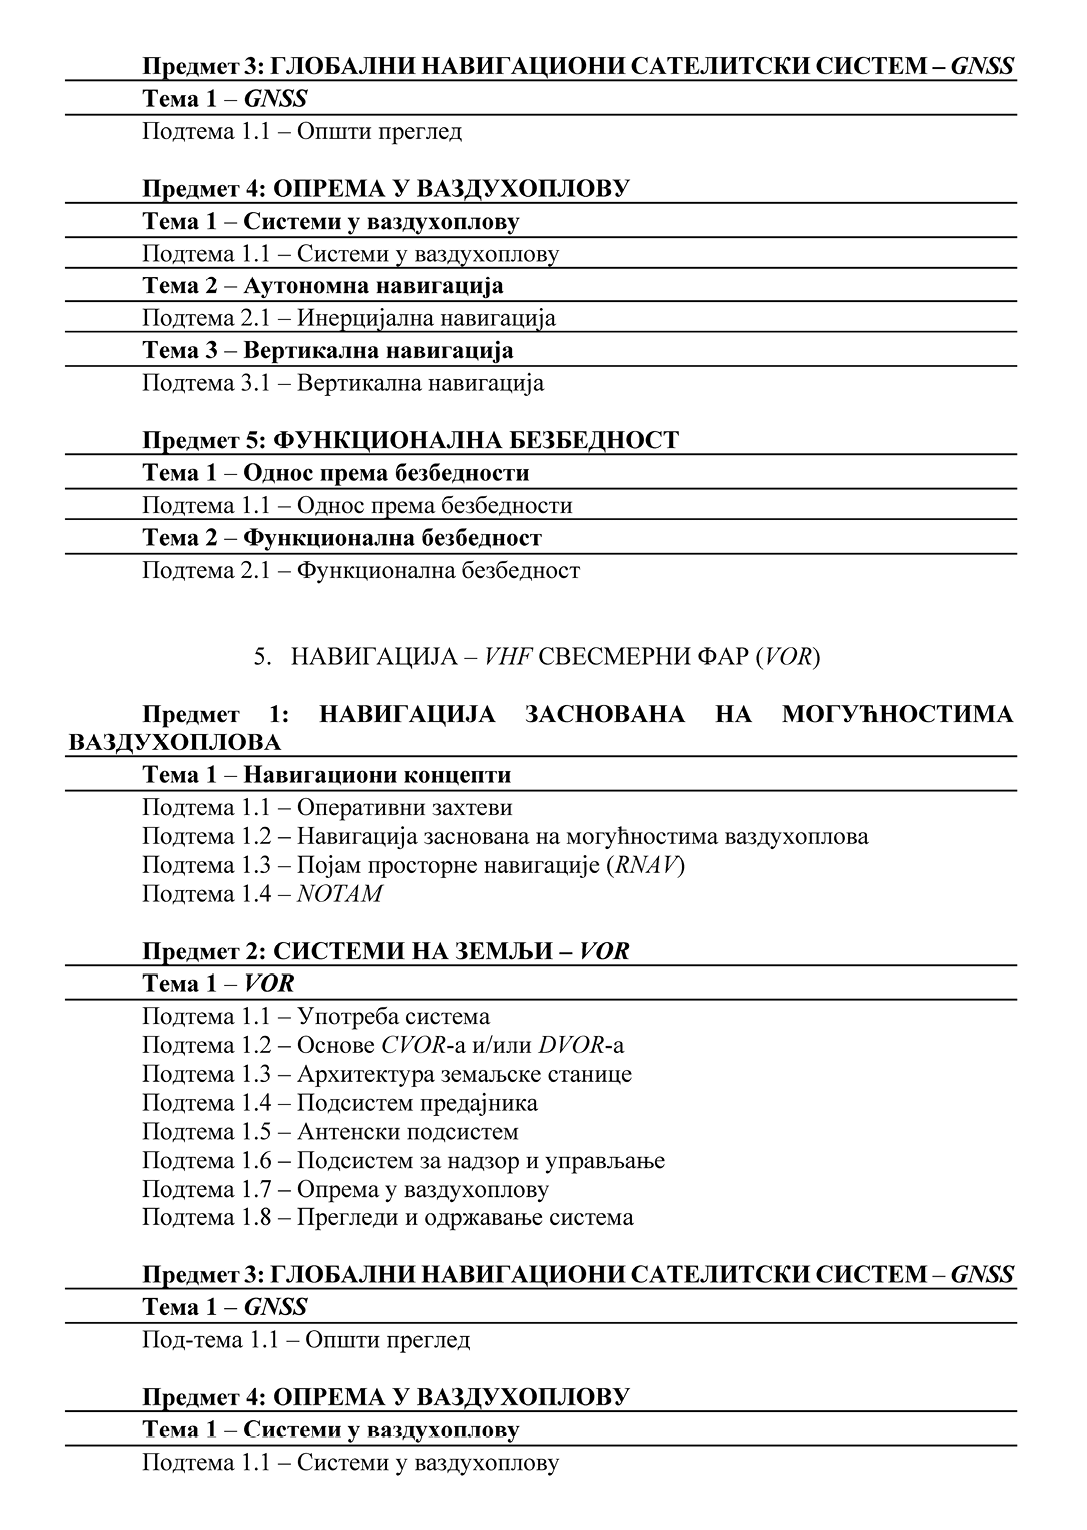 Предмет 3: ГЛОБАЛНИ НАВИГАЦИОНИ САТЕЛИТСКИ СИСТЕМ – GNSS
Тема 1 – GNSS
Подтема 1.1 – Општи преглед
Предмет 4: ОПРЕМА У ВАЗДУХОПЛОВУ
Тема 1 – Системи у ваздухоплову
Подтема 1.1 – Системи у ваздухоплову
Тема 2 – Аутономна навигација
Подтема 2.1 – Инерцијална навигација
Тема 3 – Вертикална навигација
Подтема 3.1 – Вертикална навигација
Предмет 5: ФУНКЦИОНАЛНА БЕЗБЕДНОСТ
Тема 1 – Однос према безбедности
Подтема 1.1 – Однос према безбедности
Тема 2 – Функционална безбедност
Подтема 2.1 – Функционална безбедност
5. НАВИГАЦИЈА – VHF СВЕСМЕРНИ ФАР (VOR)
Предмет 1: НАВИГАЦИЈА ЗАСНОВАНА НА МОГУЋНОСТИМА
ВАЗДУХОПЛОВА
Тема 1 – Навигациони концепти
Подтема 1.1 – Оперативни захтеви
Подтема 1.2 – Навигација заснована на могућностима ваздухоплова
Подтема 1.3 – Појам просторне навигације (RNAV)
Подтема 1.4 – NOTAM
Предмет 2: СИСТЕМИ НА ЗЕМЉИ – VOR
Тема 1 – VOR
Подтема 1.1 – Употреба система
Подтема 1.2 – Основе CVOR-а и/или DVOR-а
Подтема 1.3 – Архитектура земаљске станице
Подтема 1.4 – Подсистем предајника
Подтема 1.5 – Антенски подсистем
Подтема 1.6 – Подсистем за надзор и управљање
Подтема 1.7 – Опрема у ваздухоплову
Подтема 1.8 – Прегледи и одржавање система
Предмет 3: ГЛОБАЛНИ НАВИГАЦИОНИ САТЕЛИТСКИ СИСТЕМ – GNSS
Тема 1 – GNSS
Под-тема 1.1 – Општи преглед
Предмет 4: ОПРЕМА У ВАЗДУХОПЛОВУ
Тема 1 – Системи у ваздухоплову
Подтема 1.1 – Системи у ваздухоплову